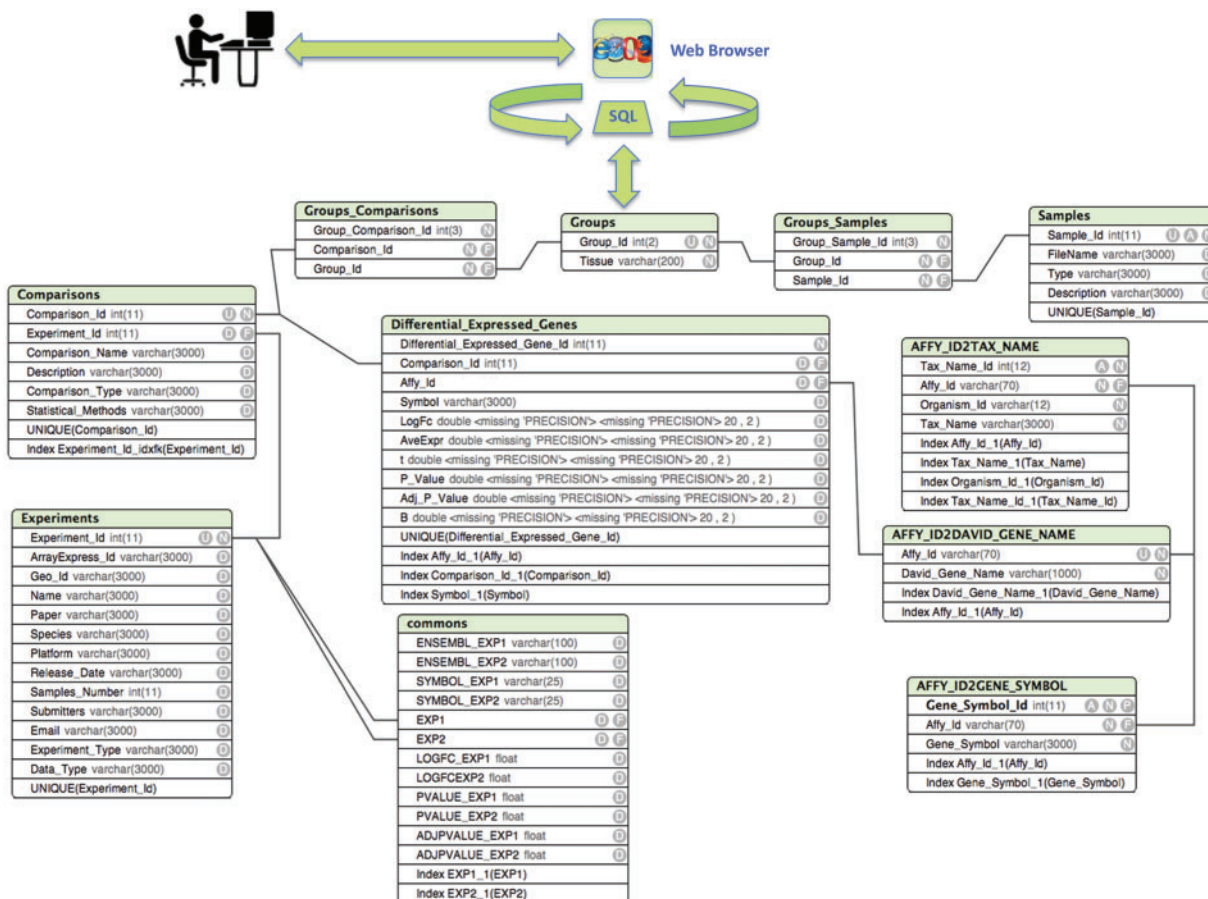 Web Browser
SQL
Groups_Comparisons
Group_Comparison_Id int(3) N
Comparison_Id N F
Group_Id N F
Groups
Group_Id int(2) U N
Tissue varchar(200) N
Groups_Samples
Group_Sample_Id int(3) N
Group_Id N F
Sample_Id N F
Samples
Sample_Id int(11) U A N
FileName varchar(3000) D
Type varchar(3000) D
Description varchar(3000) D
UNIQUE(Sample_Id)
Comparisons
Comparison_Id int(11) U N
Experiment_Id int(11) D F
Comparison_Name varchar(3000) D
Description varchar(3000) D
Comparison_Type varchar(3000) D
Statistical_Methods varchar(3000) D
UNIQUE(Comparison_Id)
Index Experiment_Id_idxfk(Experiment_Id)
Differential_Expressed_Genes
Differential_Expressed_Gene_Id int(11) N
Comparison_Id int(11) D F
Affy_Id D F
Symbol varchar(3000) D
LogFc double <missing 'PRECISION'> <missing 'PRECISION'> 20 , 2 ) D
AveExpr double <missing 'PRECISION'> <missing 'PRECISION'> 20 , 2 ) D
t double <missing 'PRECISION'> <missing 'PRECISION'> 20 , 2 ) D
P_Value double <missing 'PRECISION'> <missing 'PRECISION'> 20 , 2 ) D
Adj_P_Value double <missing 'PRECISION'> <missing 'PRECISION'> 20 , 2 ) D
B double <missing 'PRECISION'> <missing 'PRECISION'> 20 , 2 ) D
UNIQUE(Differential_Expressed_Gene_Id)
Index Affy_Id_1(Affy_Id)
Index Comparison_Id_1(Comparison_Id)
Index Symbol_1(Symbol)
AFFY_ID2TAX_NAME
Tax_Name_Id int(12) A N
Affy_Id varchar(70) N F
Organism_Id varchar(12) N
Tax_Name varchar(3000) N
Index Affy_Id_1(Affy_Id)
Index Tax_Name_1(Tax_Name)
Index Organism_Id_1(Organism_Id)
Index Tax_Name_Id_1(Tax_Name_Id)
Experiments
Experiment_Id int(11) U N
ArrayExpress_Id varchar(3000) D
Geo_Id varchar(3000) D
Name varchar(3000) D
Paper varchar(3000) D
Species varchar(3000) D
Platform varchar(3000) D
Release_Date varchar(3000) D
Samples_Number int(11) D
Submitters varchar(3000) D
Email varchar(3000) D
Experiment_Type varchar(3000) D
Data_Type varchar(3000) D
UNIQUE(Experiment_Id)
AFFY_ID2DAVID_GENE_NAME
Affy_Id varchar(70) U N
David_Gene_Name varchar(1000) N
Index David_Gene_Name_1(David_Gene_Name)
Index Affy_Id_1(Affy_Id)
commons
ENSEMBL_EXP1 varchar(100) D
ENSEMBL_EXP2 varchar(100) D
SYMBOL_EXP1 varchar(25) D
SYMBOL_EXP2 varchar(25) D
EXP1 D F
EXP2 D F
LOGFC_EXP1 float D
LOGFCEXP2 float D
PVALUE_EXP1 float D
PVALUE_EXP2 float D
ADJPVALUE_EXP1 float D
ADJPVALUE_EXP2 float D
Index EXP1_1(EXP1)
Index EXP2_1(EXP2)
AFFY_ID2GENE_SYMBOL
Gene_Symbol_Id int(11) A N P
Affy_Id varchar(70) N F
Gene_Symbol varchar(3000) N
Index Affy_Id_1(Affy_Id)
Index Gene_Symbol_1(Gene_Symbol)